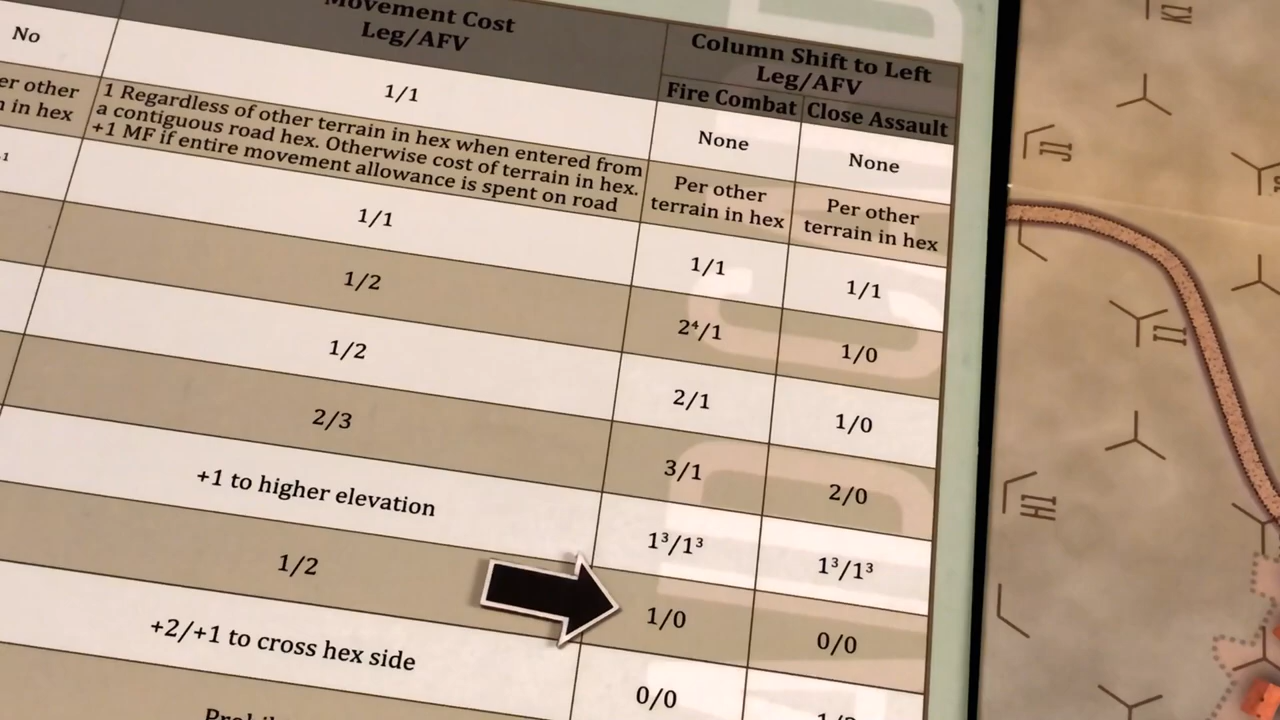 Movement Cost
Leg/AFV
Column Shift to Left
Leg/AFV
Fire Combat
Close Assault
No
1/1
None
None
other
in hex
1 Regardless of other terrain in hex when entered from
a contiguous road hex. Otherwise cost of terrain in hex.
+1 MF if entire movement allowance is spent on road
Per other
terrain in hex
Per other
terrain in hex
1
1/1
1/1
1/1
1/2
2⁴/1
1/0
1/2
2/1
1/0
2/3
3/1
2/0
+1 to higher elevation
1³/1³
1³/1³
1/2
1/0
0/0
+2/+1 to cross hex side
0/0
K1
J1
I1
H1